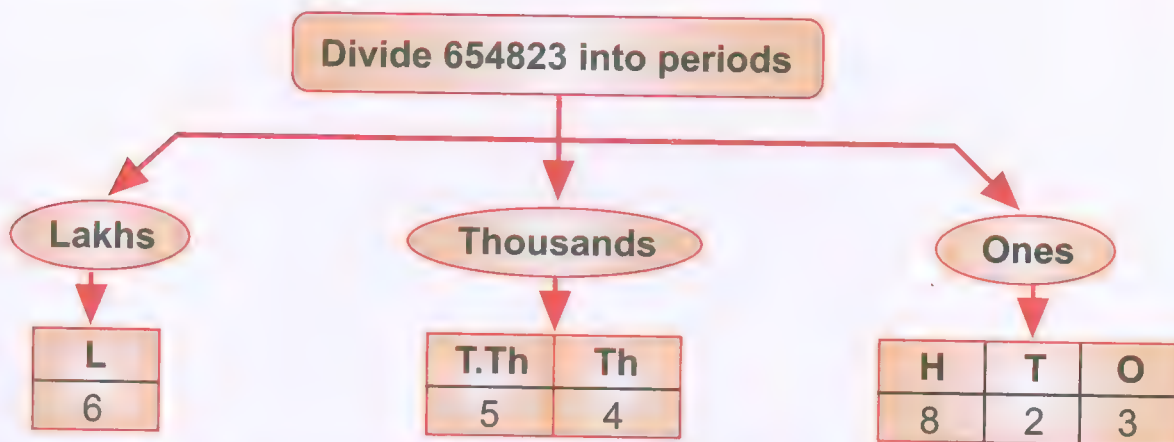 Divide 654823 into periods
Lakhs
Thousands
Ones
L
6
T.Th Th
5 4
H T O
8 2 3